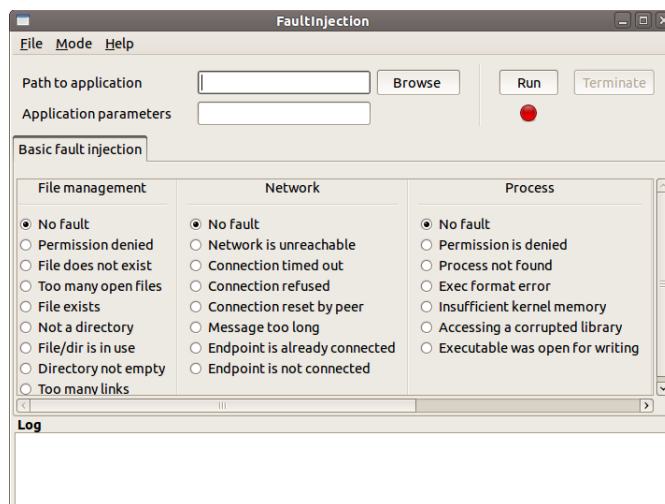 FaultInjection
File Mode Help
Path to application Browse Run Terminate
Application parameters
Basic fault injection
File management
No fault
Permission denied
File does not exist
Too many open files
File exists
Not a directory
File/dir is in use
Directory not empty
Too many links
Network
No fault
Network is unreachable
Connection timed out
Connection refused
Connection reset by peer
Message too long
Endpoint is already connected
Endpoint is not connected
Process
No fault
Permission is denied
Process not found
Exec format error
Insufficient kernel memory
Accessing a corrupted library
Executable was open for writing
Log